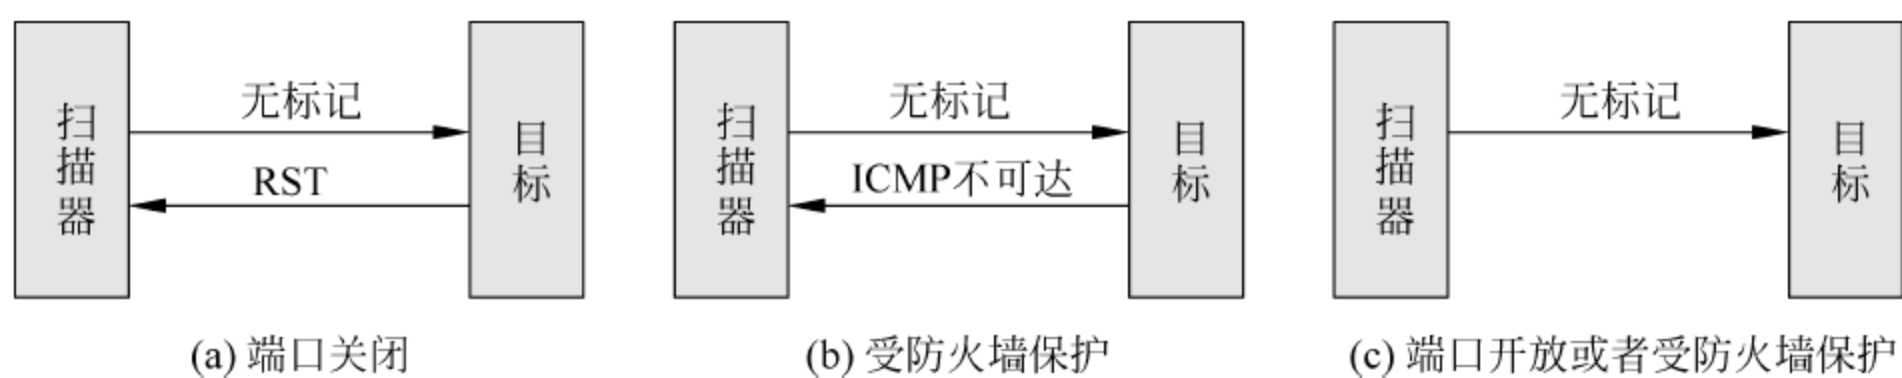 扫描器
无标记
RST
目标
(a) 端口关闭
扫描器
无标记
ICMP不可达
目标
(b) 受防火墙保护
扫描器
无标记
目标
(c) 端口开放或者受防火墙保护